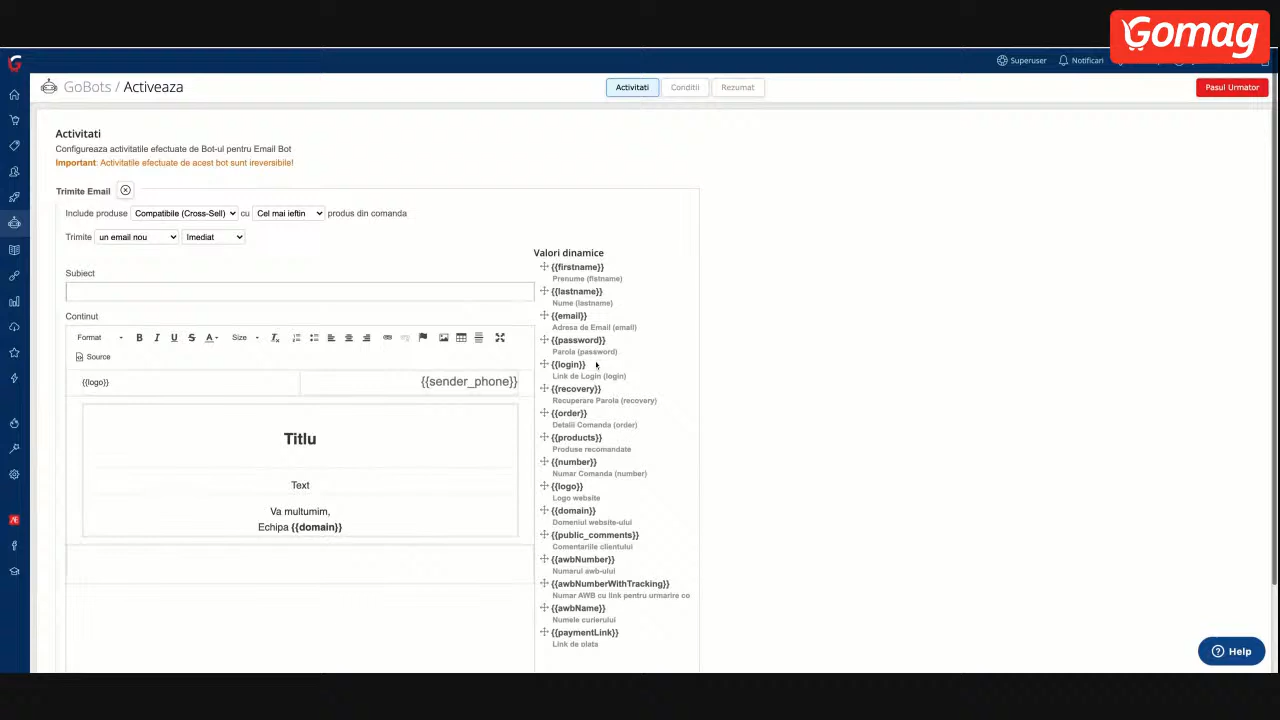 Gomag
Superuser
Notificari
GoBots / Activeaza
Activitati
Conditii
Rezumat
Pasul Urmator
Activitati
Configureaza activitatile efectuate de Bot-ul pentru Email Bot
Important: Activitatile efectuate de acest bot sunt ireversibile!
Trimite Email
Include produse Compatibile (Cross-Sell) cu Cel mai ieftin produs din comanda
Trimite un email nou Imediat
Subiect
Continut
Format B I U S A Size
Source
{{logo}}
{{sender_phone}}
Titlu
Text
Va multumim,
Echipa {{domain}}
Valori dinamice
{{firstname}}
Prenume (fistname)
{{lastname}}
Nume (lastname)
{{email}}
Adresa de Email (email)
{{password}}
Parola (password)
{{login}}
Link de Login (login)
{{recovery}}
Recuperare Parola (recovery)
{{order}}
Detalii Comanda (order)
{{products}}
Produse recomandate
{{number}}
Numar Comanda (number)
{{logo}}
Logo website
{{domain}}
Domeniul website-ului
{{public_comments}}
Comentariile clientului
{{awbNumber}}
Numarul awb-ului
{{awbNumberWithTracking}}
Numar AWB cu link pentru urmarire co
{{awbName}}
Numele curierului
{{paymentLink}}
Link de plata
Help